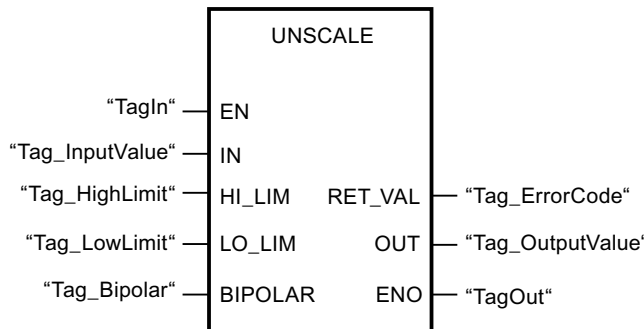 UNSCALE
“TagIn“ EN
“Tag_InputValue“ IN
“Tag_HighLimit“ HI_LIM RET_VAL “Tag_ErrorCode“
“Tag_LowLimit“ LO_LIM OUT “Tag_OutputValue“
“Tag_Bipolar“ BIPOLAR ENO “TagOut“